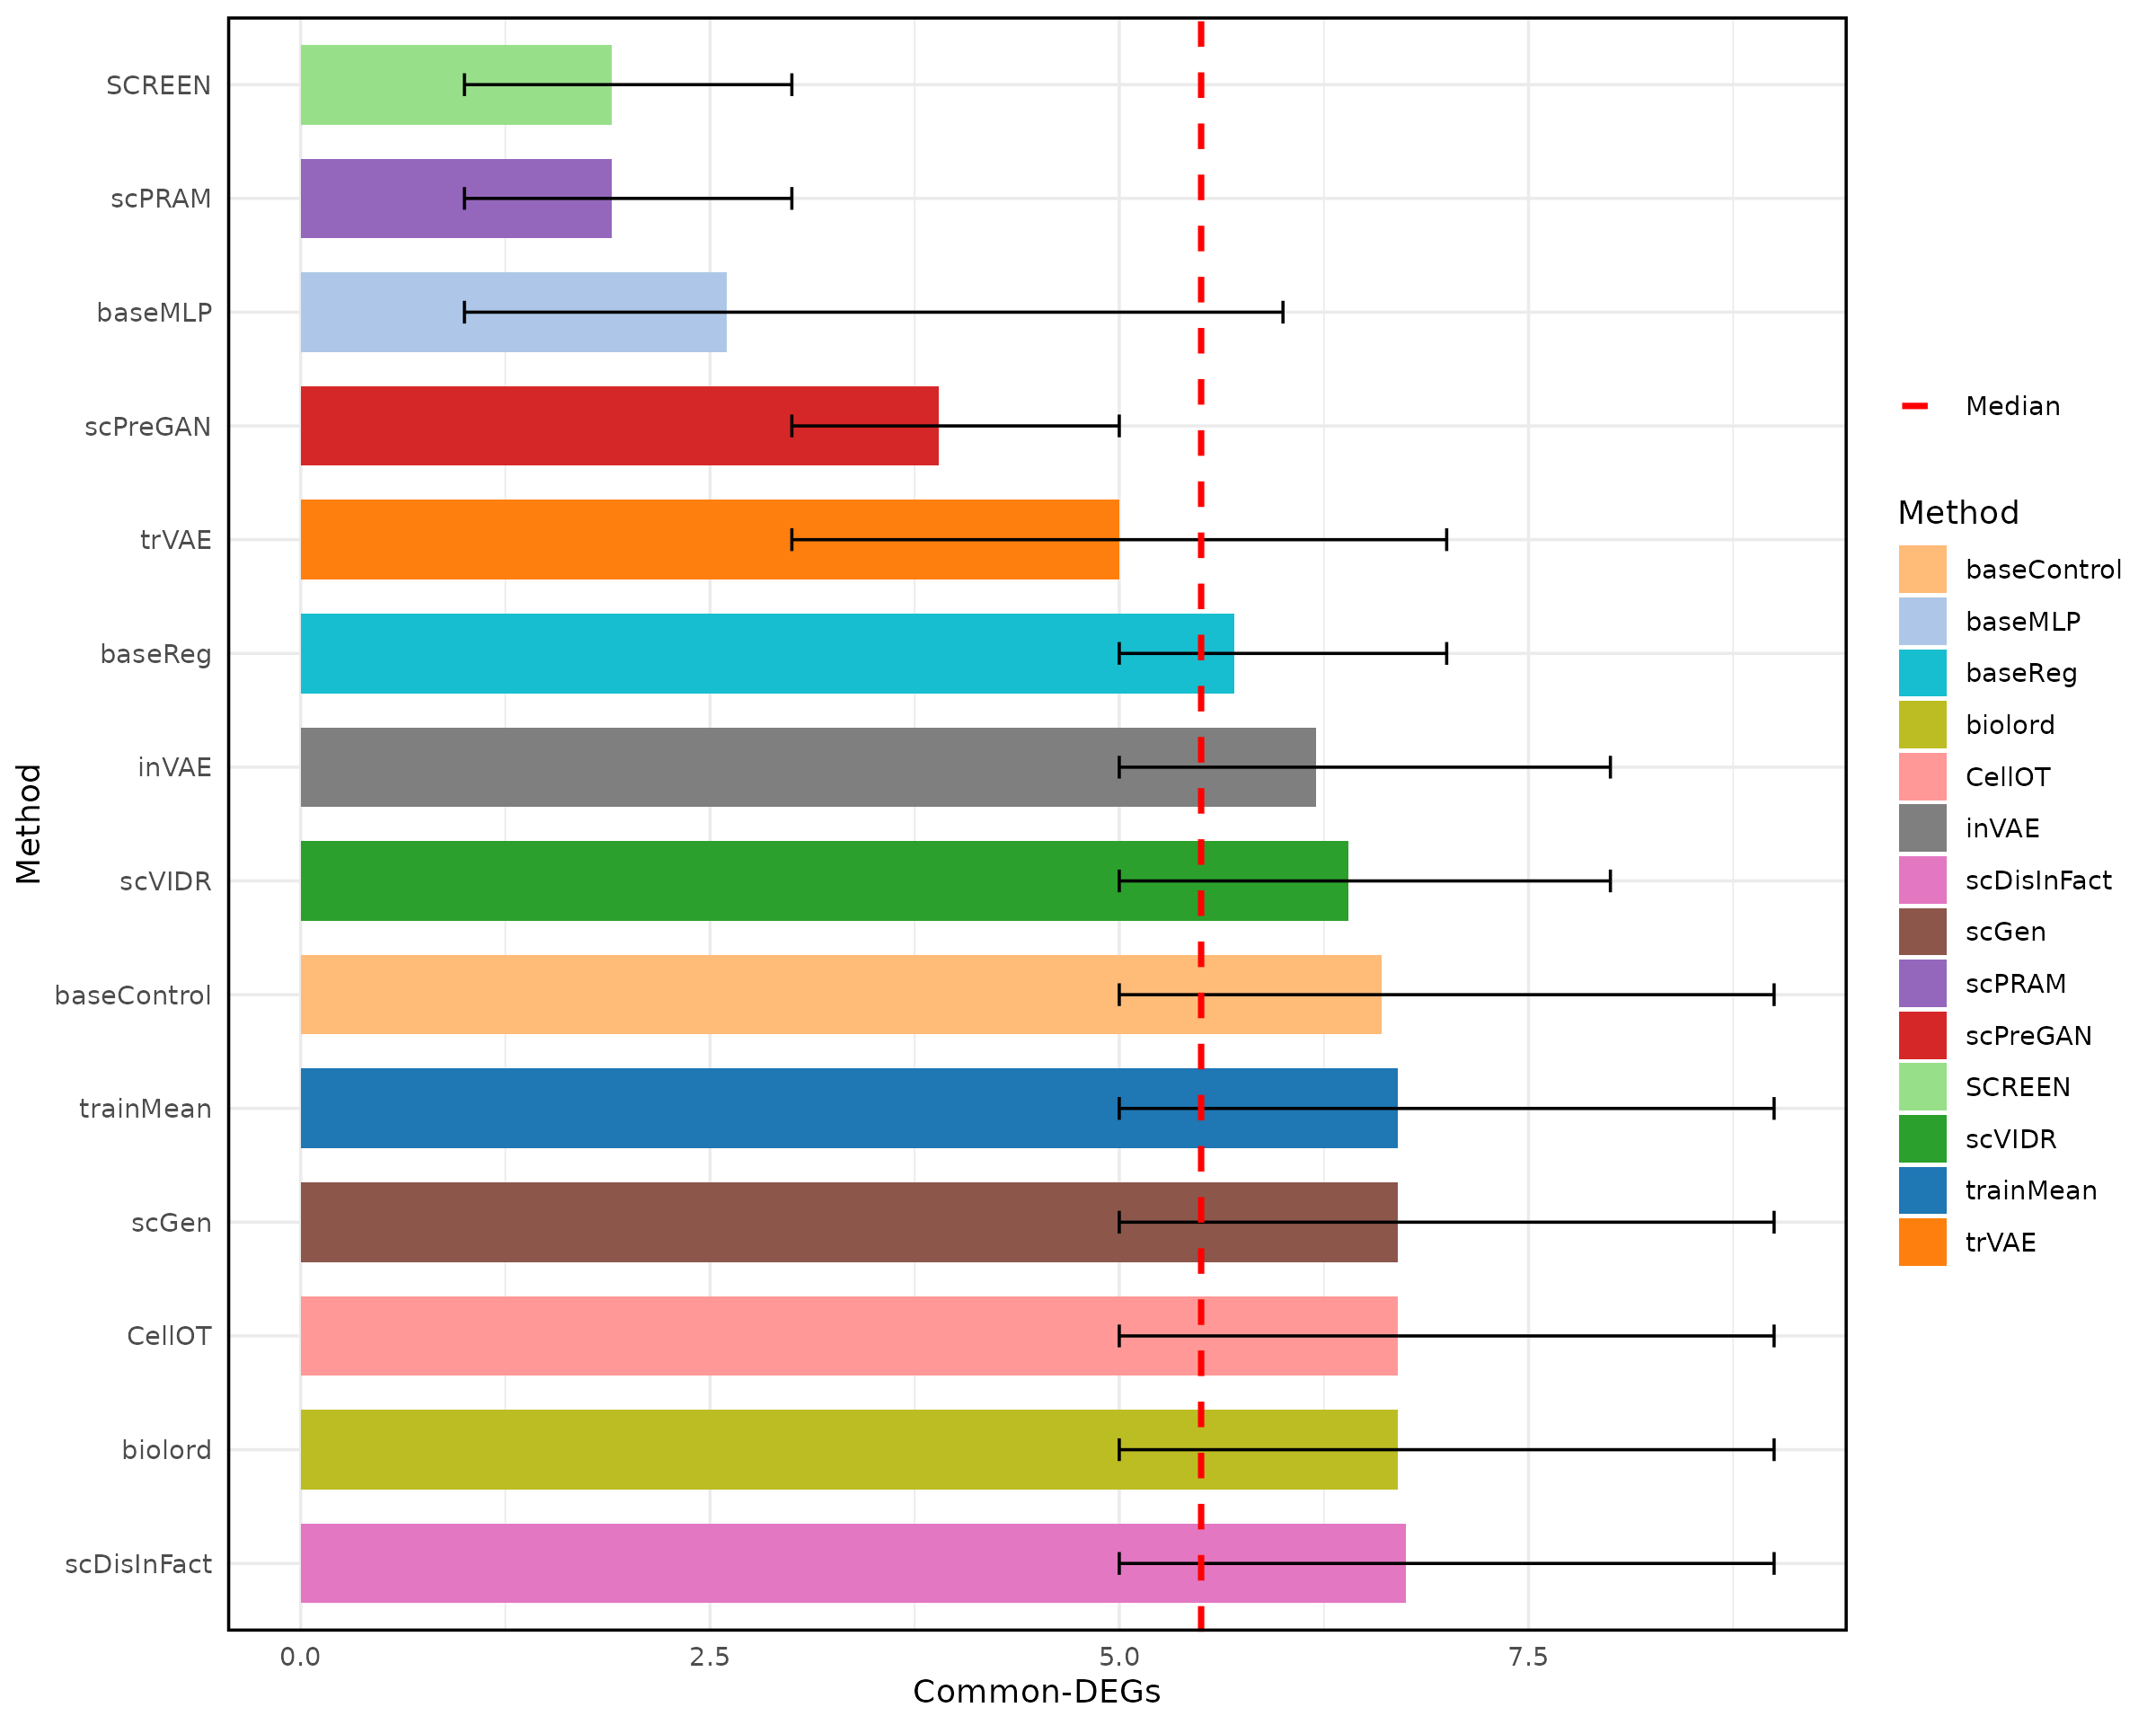 SCREEN
scPRAM
baseMLP
scPreGAN
trVAE
baseReg
inVAE
scVIDR
baseControl
trainMean
scGen
CellOT
biolord
scDisInFact
Method
0.0 2.5 5.0 7.5
Common-DEGs
Median
Method
baseControl
baseMLP
baseReg
biolord
CellOT
inVAE
scDisInFact
scGen
scPRAM
scPreGAN
SCREEN
scVIDR
trainMean
trVAE